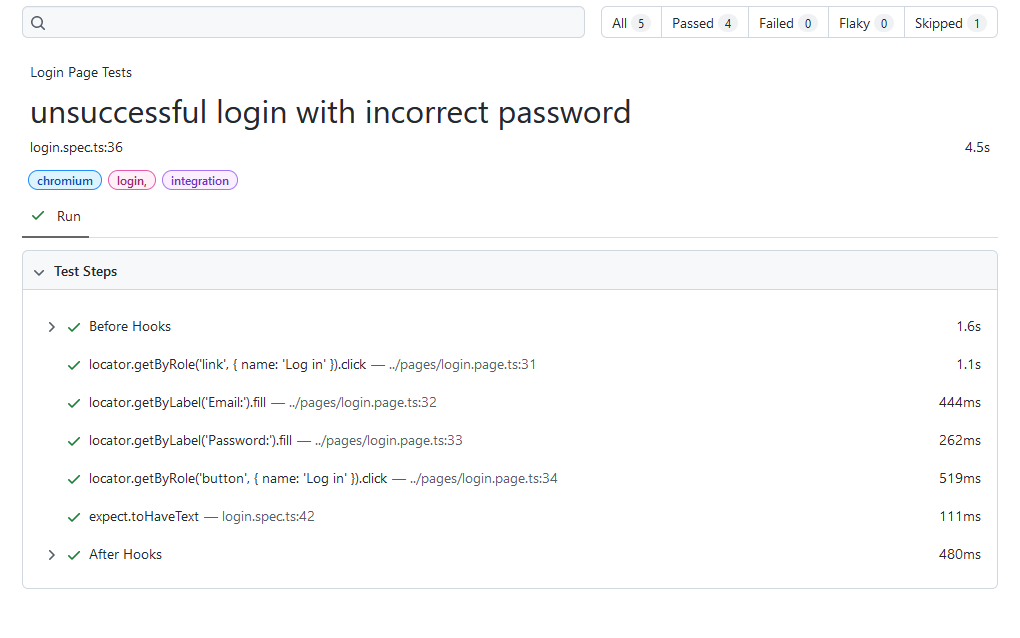 All 5 Passed 4 Failed 0 Flaky 0 Skipped 1
Login Page Tests
unsuccessful login with incorrect password
login.spec.ts:36 4.5s
chromium login, integration
Run
Test Steps
Before Hooks 1.6s
locator.getByRole('link', { name: 'Log in' }).click — ../pages/login.page.ts:31 1.1s
locator.getByLabel('Email:').fill — ../pages/login.page.ts:32 444ms
locator.getByLabel('Password:').fill — ../pages/login.page.ts:33 262ms
locator.getByRole('button', { name: 'Log in' }).click — ../pages/login.page.ts:34 519ms
expect.toHaveText — login.spec.ts:42 111ms
After Hooks 480ms